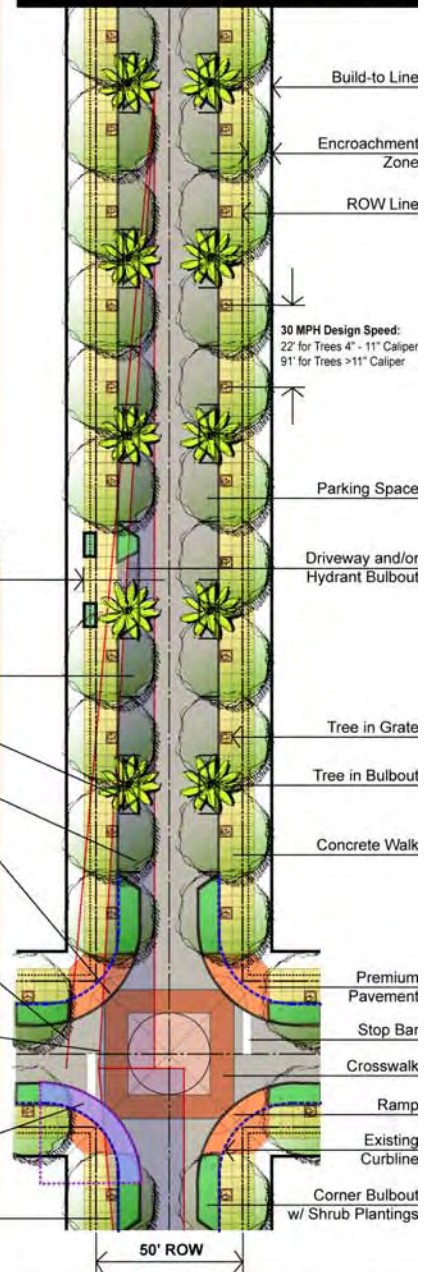 Build-to Line
Encroachment
Zone
ROW Line
30 MPH Design Speed:
22' for Trees 4" - 11" Caliper
91' for Trees >11" Caliper
Parking Space
Driveway and/or
Hydrant Bulbout
Tree in Grate
Tree in Bulbout
Concrete Walk
Premium
Pavement
Stop Bar
Crosswalk
Ramp
Existing
Curbline
Corner Bulbout
w/ Shrub Plantings
50' ROW